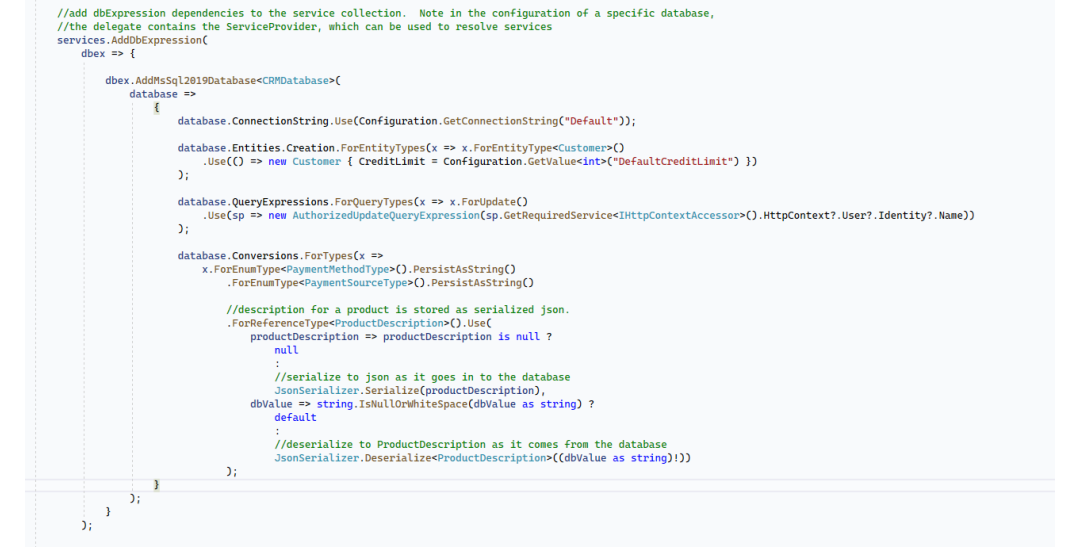 //add dbExpression dependencies to the service collection.  Note in the configuration of a specific database,
//the delegate contains the ServiceProvider, which can be used to resolve services
services.AddDbExpression(
dbex => {
dbex.AddMsSql2019Database<CRMDatabase>(
database =>
{
database.ConnectionString.Use(Configuration.GetConnectionString("Default"));
database.Entities.Creation.ForEntityTypes(x => x.ForEntityType<Customer>()
.Use(() => new Customer { CreditLimit = Configuration.GetValue<int>("DefaultCreditLimit") })
);
database.QueryExpressions.ForQueryTypes(x => x.ForUpdate()
.Use(sp => new AuthorizedUpdateQueryExpression(sp.GetRequiredService<IHttpContextAccessor>().HttpContext?.User?.Identity?.Name))
);
database.Conversions.ForTypes(x =>
x.ForEnumType<PaymentMethodType>().PersistAsString()
.ForEnumType<PaymentSourceType>().PersistAsString()
//description for a product is stored as serialized json.
.ForReferenceType<ProductDescription>().Use(
productDescription => productDescription is null ?
null
:
//serialize to json as it goes in to the database
JsonSerializer.Serialize(productDescription),
dbValue => string.IsNullOrWhiteSpace(dbValue as string) ?
default
:
//deserialize to ProductDescription as it comes from the database
JsonSerializer.Deserialize<ProductDescription>((dbValue as string)!))
);
}
);
}
);